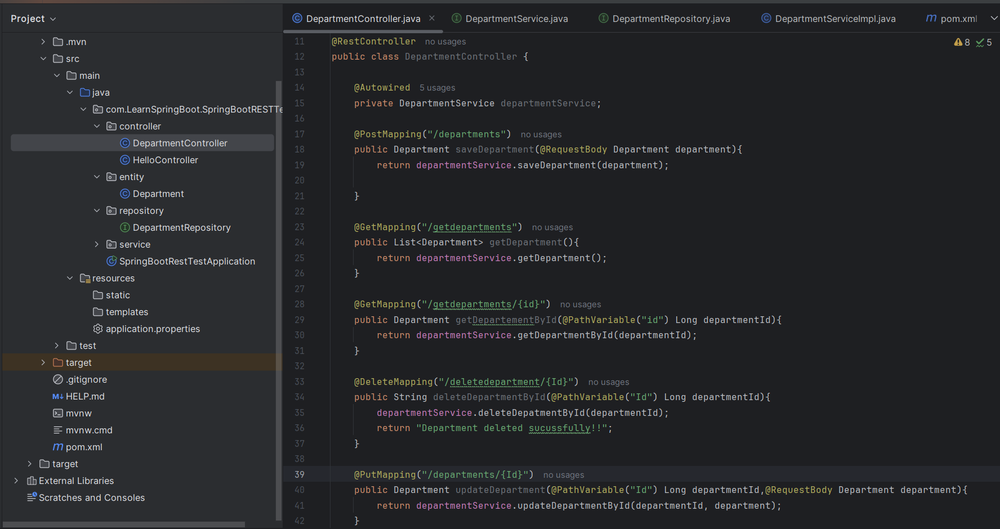 Project
.mvn
src
main
java
com.LearnSpringBoot.SpringBootRESTTe
controller
DepartmentController
HelloController
entity
Department
repository
DepartmentRepository
service
SpringBootRestTestApplication
resources
static
templates
application.properties
test
target
.gitignore
HELP.md
mvnw
mvnw.cmd
pom.xml
target
External Libraries
Scratches and Consoles
DepartmentController.java DepartmentService.java DepartmentRepository.java DepartmentServiceImpl.java pom.xml
8 5
11 @RestController no usages
12 public class DepartmentController {
13
14 @Autowired 5 usages
15 private DepartmentService departmentService;
16
17 @PostMapping("/departments") no usages
18 public Department saveDepartment(@RequestBody Department department){
19 return departmentService.saveDepartment(department);
20
21 }
22
23 @GetMapping("/getdepartments") no usages
24 public List<Department> getDepartment(){
25 return departmentService.getDepartment();
26 }
27
28 @GetMapping("/getdepartments/{id}") no usages
29 public Department getDepartementById(@PathVariable("id") Long departmentId){
30 return departmentService.getDepartmentById(departmentId);
31 }
32
33 @DeleteMapping("/deletedepartment/{Id}") no usages
34 public String deleteDepartmentById(@PathVariable("Id") Long departmentId){
35 departmentService.deleteDepatmentById(departmentId);
36 return "Department deleted sucussfully!!";
37 }
38
39 @PutMapping("/departments/{Id}") no usages
40 public Department updateDepartment(@PathVariable("Id") Long departmentId,@RequestBody Department department){
41 return departmentService.updateDepartmentById(departmentId, department);
42 }